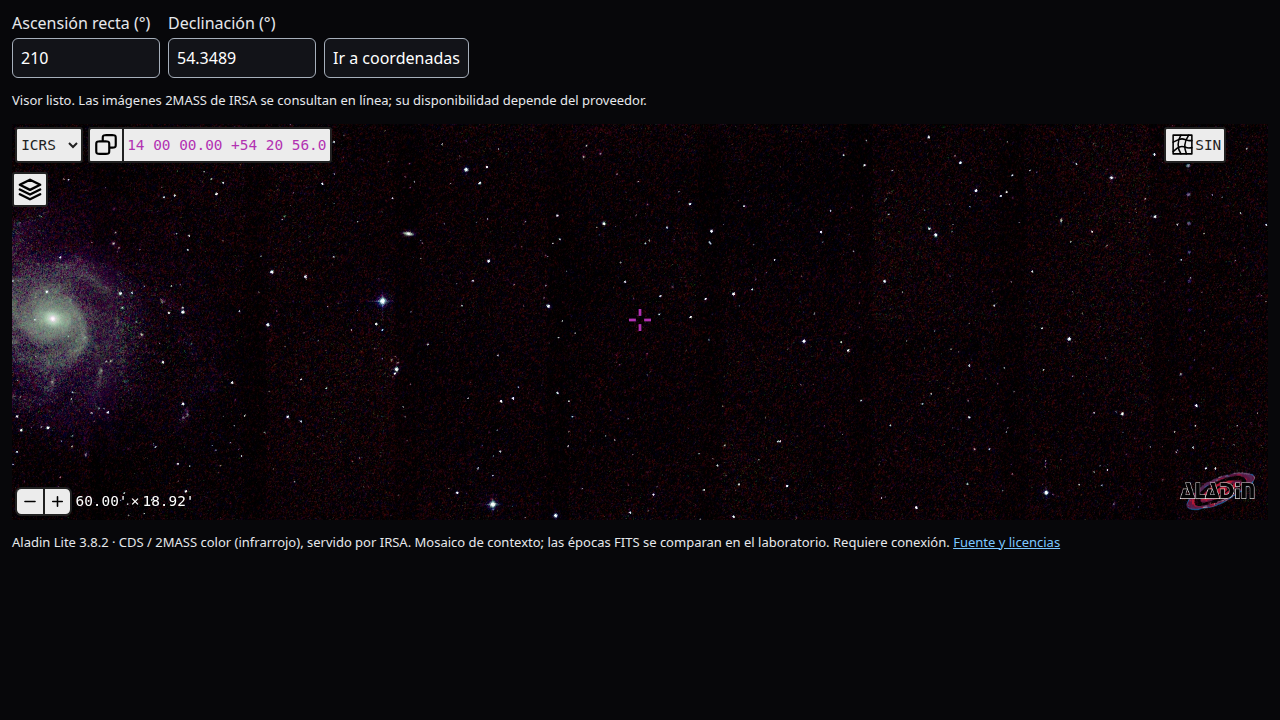 Ascensión recta (°) Declinación (°)
210 54.3489 Ir a coordenadas
Visor listo. Las imágenes 2MASS de IRSA se consultan en línea; su disponibilidad depende del proveedor.
ICRS 14 00 00.00 +54 20 56.0 SIN
ALADIN
60.00' × 18.92'
Aladin Lite 3.8.2 · CDS / 2MASS color (infrarrojo), servido por IRSA. Mosaico de contexto; las épocas FITS se comparan en el laboratorio. Requiere conexión. Fuente y licencias